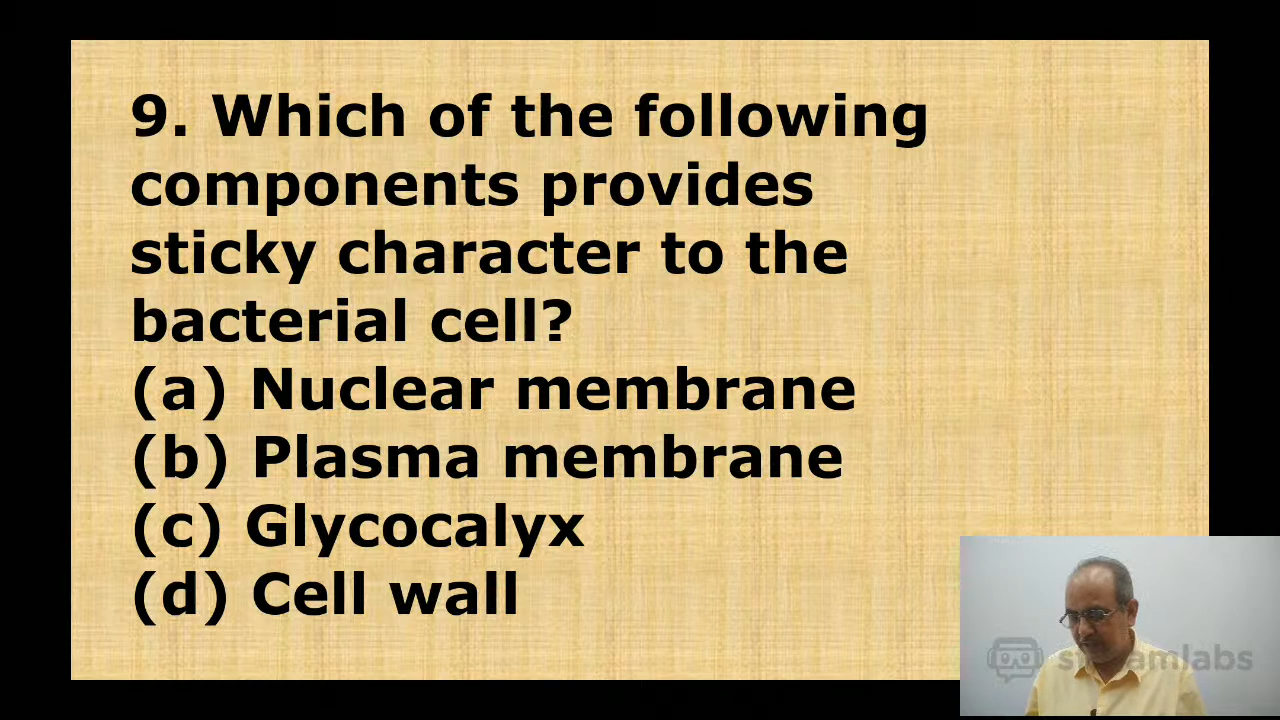 9. Which of the following
components provides
sticky character to the
bacterial cell?
(a) Nuclear membrane
(b) Plasma membrane
(c) Glycocalyx
(d) Cell wall
streamlabs